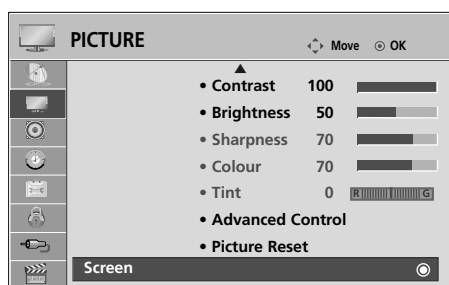 PICTURE
Move OK
• Contrast 100
• Brightness 50
• Sharpness 70
• Colour 70
• Tint 0 R G
• Advanced Control
• Picture Reset
Screen